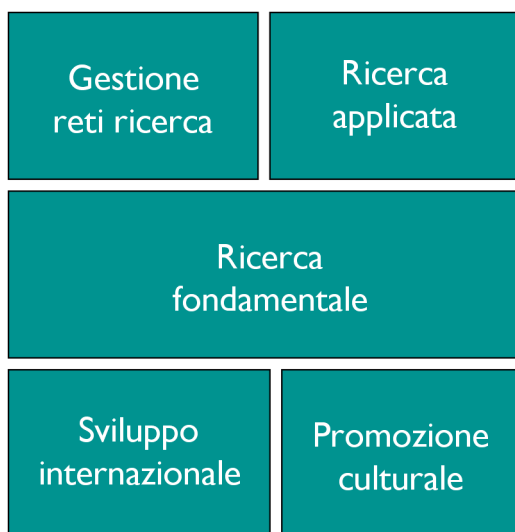 Gestione
reti ricerca
Ricerca
applicata
Ricerca
fondamentale
Sviluppo
internazionale
Promozione
culturale